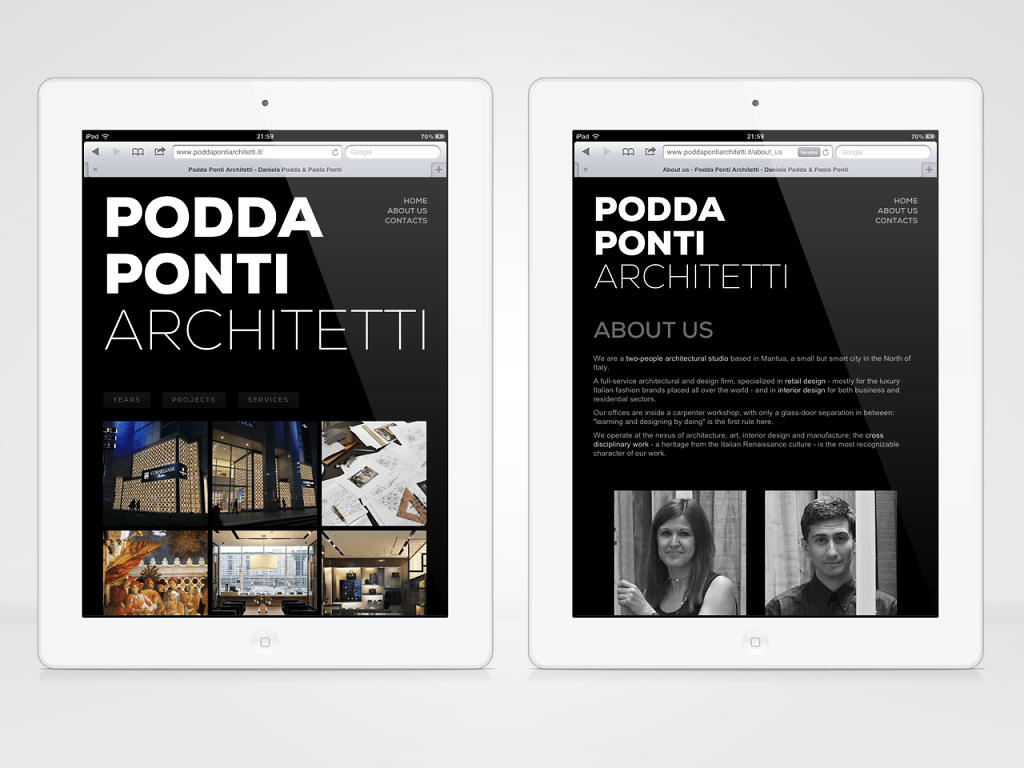 iPad
21:59
70%
www.poddapontiarchitetti.it/
Google
Podda Ponti Architetti - Daniela Podda & Paolo Ponti
PODDA
PONTI
ARCHITETTI
HOME
ABOUT US
CONTACTS
YEARS
PROJECTS
SERVICES
CORNELIANI
iPad
21:59
70%
www.poddapontiarchitetti.it/about_us
Reader
Google
About us - Podda Ponti Architetti - Daniela Podda & Paolo Ponti
PODDA
PONTI
ARCHITETTI
HOME
ABOUT US
CONTACTS
ABOUT US
We are a two-people architectural studio based in Mantua, a small but smart city in the North of
Italy.
A full-service architectural and design firm, specialized in retail design - mostly for the luxury
Italian fashion brands placed all over the world - and in interior design for both business and
residential sectors.
Our offices are inside a carpenter workshop, with only a glass-door separation in between:
"learning and designing by doing" is the first rule here.
We operate at the nexus of architecture, art, interior design and manufacture; the cross
disciplinary work - a heritage from the Italian Renaissance culture - is the most recognizable
character of our work.